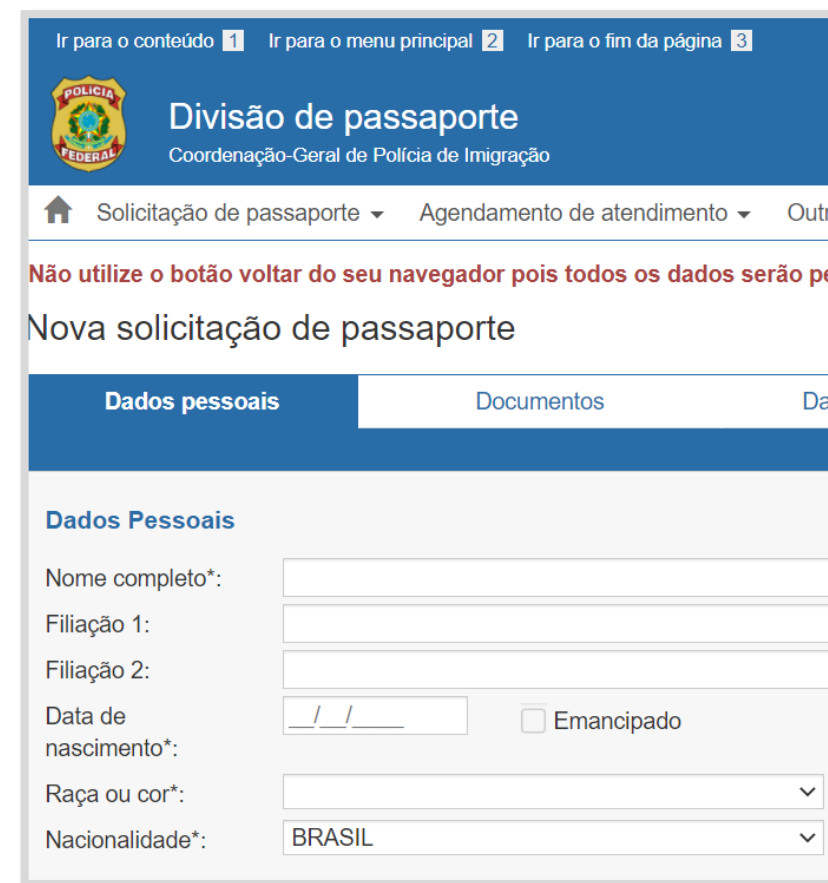 Ir para o conteúdo 1 Ir para o menu principal 2 Ir para o fim da página 3
POLÍCIA
FEDERAL
Divisão de passaporte
Coordenação-Geral de Polícia de Imigração
Solicitação de passaporte Agendamento de atendimento Outr
Não utilize o botão voltar do seu navegador pois todos os dados serão pe
Nova solicitação de passaporte
Dados pessoais Documentos Da
Dados Pessoais
Nome completo*:
Filiação 1:
Filiação 2:
Data de
nascimento*:
__/__/____ Emancipado
Raça ou cor*:
Nacionalidade*: BRASIL